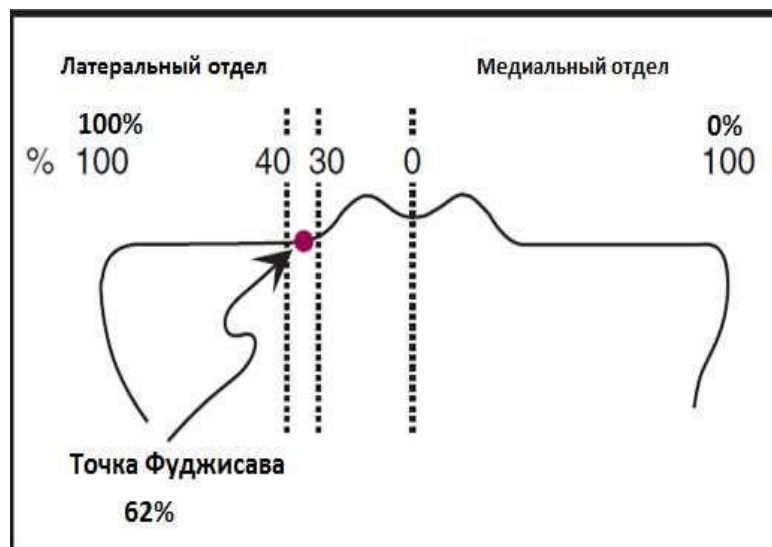 Латеральный отдел
Медиальный отдел
100%
0%
% 100 40 30 0 100
Точка Фуджисава
62%